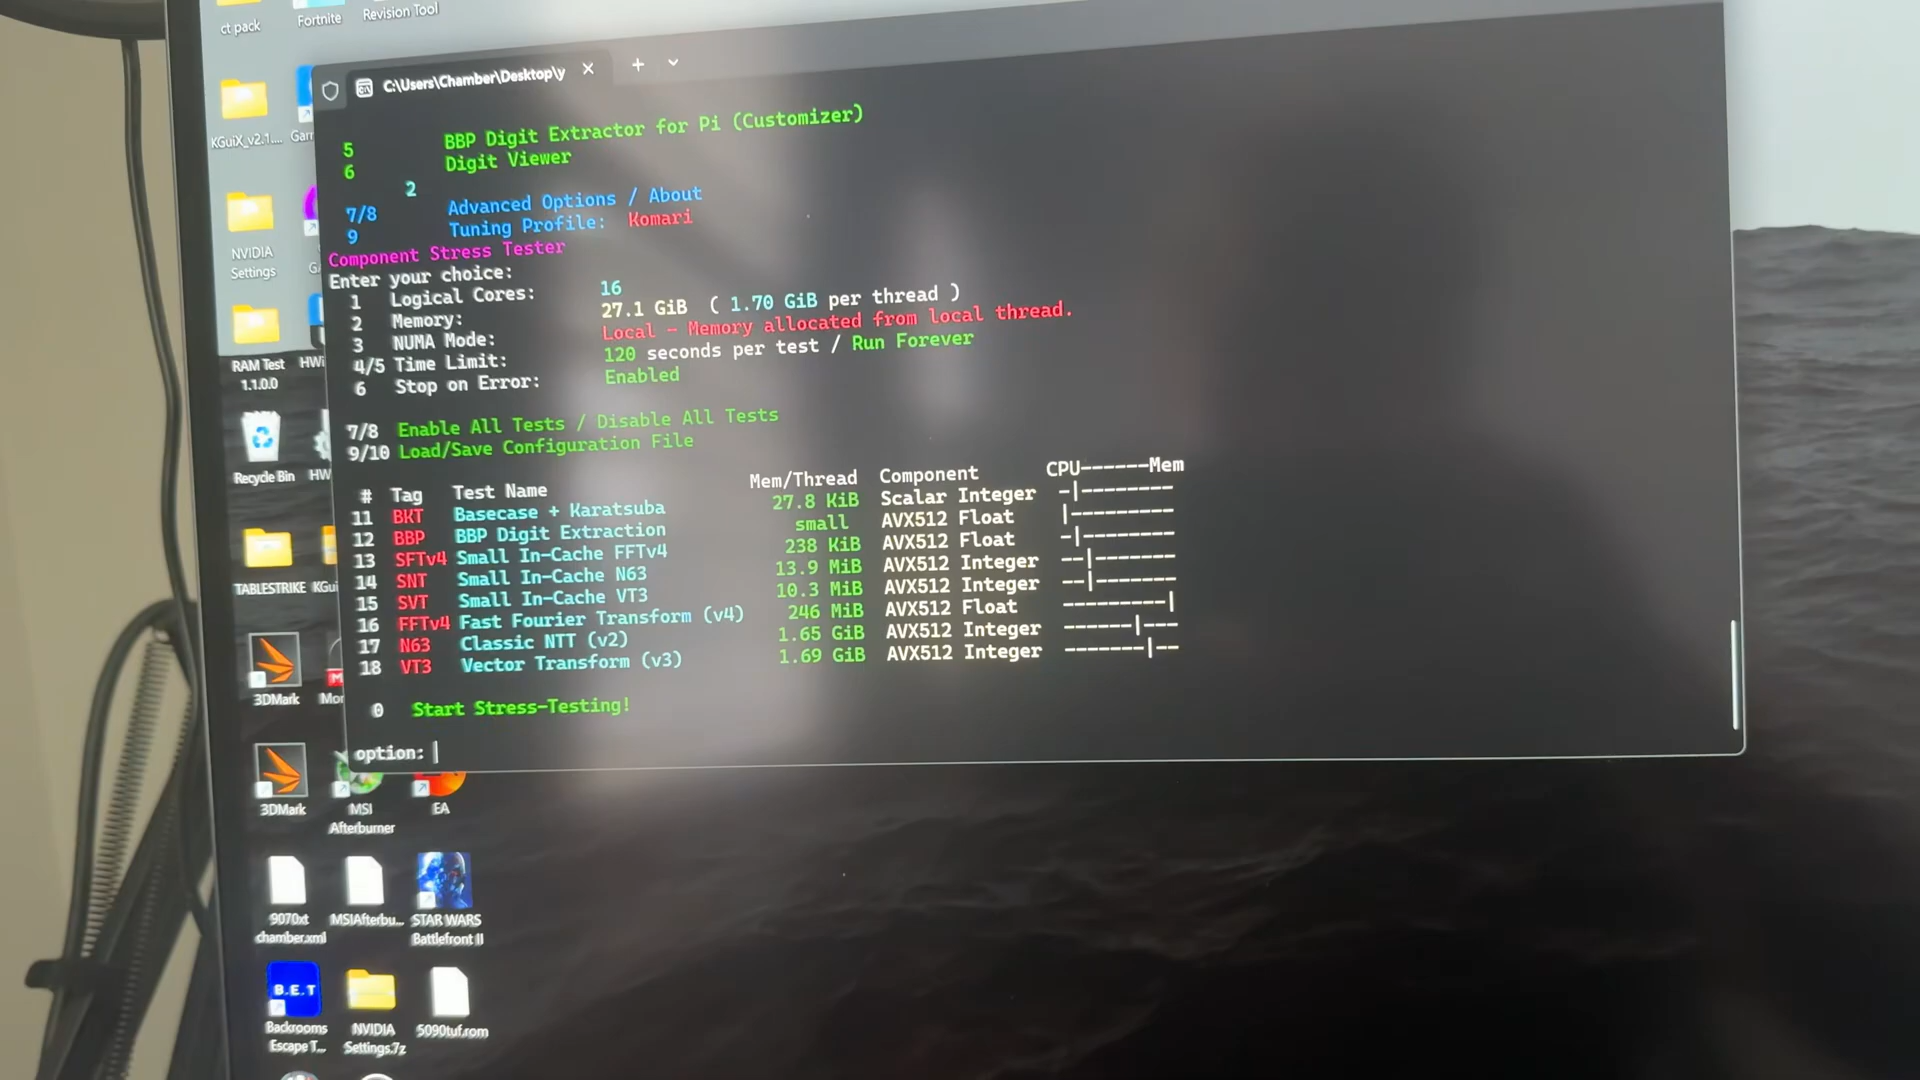 ct pack
Fortnite
Revision Tool
C:\Users\Chamber\Desktop\y
KGuiX_v2.1....
NVIDIA
Settings
RAM Test
1.1.0.0
Recycle Bin
TABLESTRIKE
3DMark
3DMark
MSI
Afterburner
EA
9070xt
chamber.xml
MSIAfterbu...
STAR WARS
Battlefront II
B.E.T
Backrooms
Escape T...
NVIDIA
Settings.7z
5090tuf.rom
5 BBP Digit Extractor for Pi (Customizer)
6 Digit Viewer
2
7/8 Advanced Options / About
9 Tuning Profile: Komari
Component Stress Tester
Enter your choice:
1 Logical Cores: 16
2 Memory: 27.1 GiB ( 1.70 GiB per thread )
3 NUMA Mode: Local - Memory allocated from local thread.
4/5 Time Limit: 120 seconds per test / Run Forever
6 Stop on Error: Enabled
7/8 Enable All Tests / Disable All Tests
9/10 Load/Save Configuration File
# Tag Test Name Mem/Thread Component CPU------Mem
11 BKT Basecase + Karatsuba 27.8 KiB Scalar Integer -|--------
12 BBP BBP Digit Extraction small AVX512 Float |---------
13 SFTv4 Small In-Cache FFTv4 238 KiB AVX512 Float -|--------
14 SNT Small In-Cache N63 13.9 MiB AVX512 Integer --|-------
15 SVT Small In-Cache VT3 10.3 MiB AVX512 Integer --|-------
16 FFTv4 Fast Fourier Transform (v4) 246 MiB AVX512 Float ---------|
17 N63 Classic NTT (v2) 1.65 GiB AVX512 Integer ------|---
18 VT3 Vector Transform (v3) 1.69 GiB AVX512 Integer -------|--
0 Start Stress-Testing!
option: